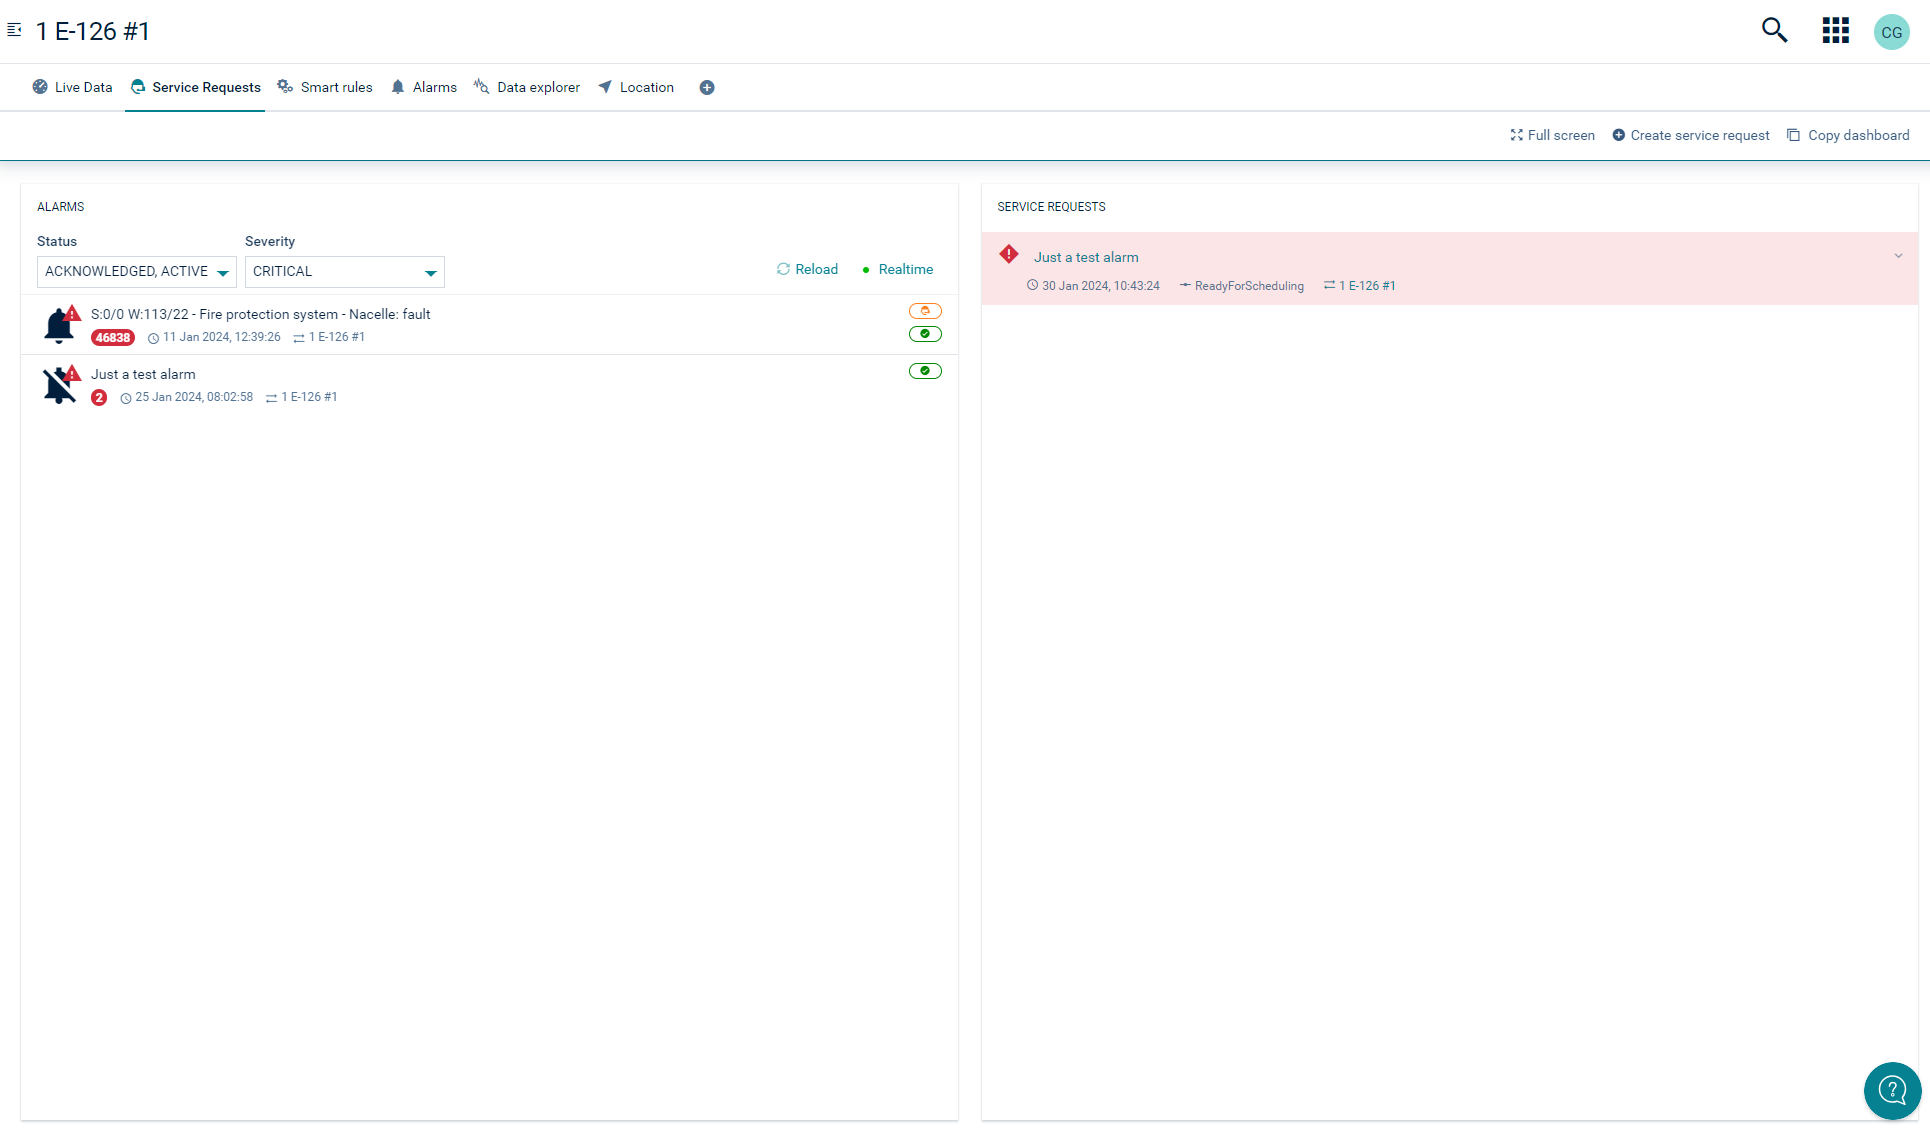 1 E-126 #1
CG
Live Data
Service Requests
Smart rules
Alarms
Data explorer
Location
Full screen
Create service request
Copy dashboard
ALARMS
Status
Severity
ACKNOWLEDGED, ACTIVE
CRITICAL
Reload
Realtime
S:0/0 W:113/22 - Fire protection system - Nacelle: fault
46838 11 Jan 2024, 12:39:26 1 E-126 #1
Just a test alarm
2 25 Jan 2024, 08:02:58 1 E-126 #1
SERVICE REQUESTS
Just a test alarm
30 Jan 2024, 10:43:24 ReadyForScheduling 1 E-126 #1